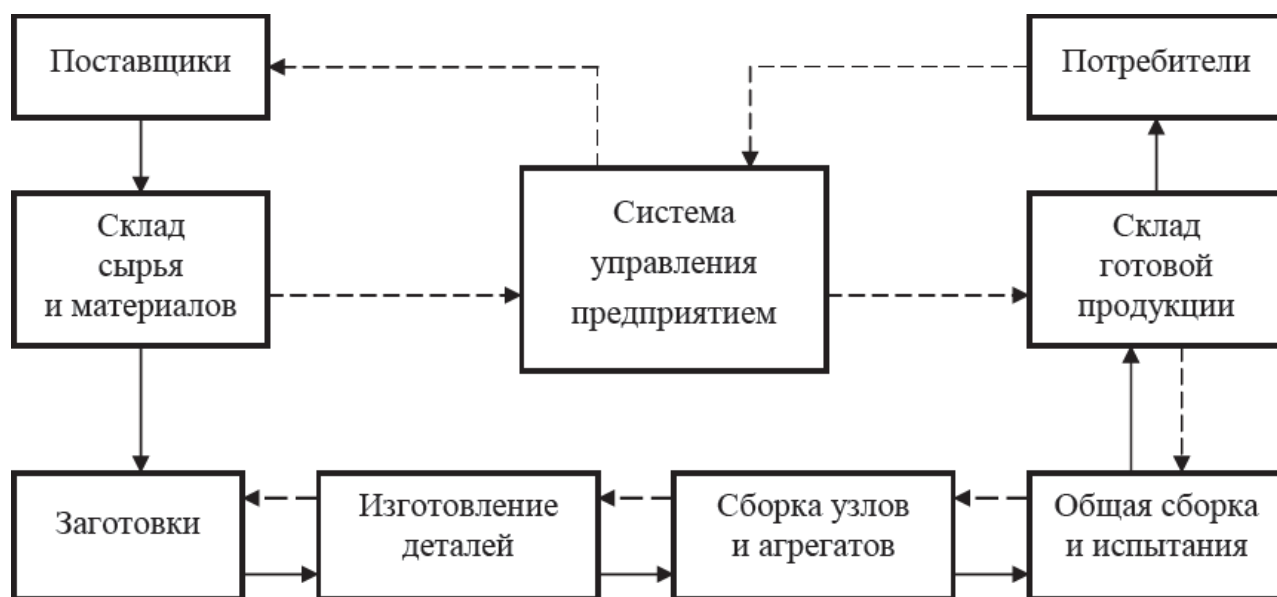 Поставщики
Потребители
Система
управления
предприятием
Склад
сырья
и материалов
Склад
готовой
продукции
Заготовки
Изготовление
деталей
Сборка узлов
и агрегатов
Общая сборка
и испытания